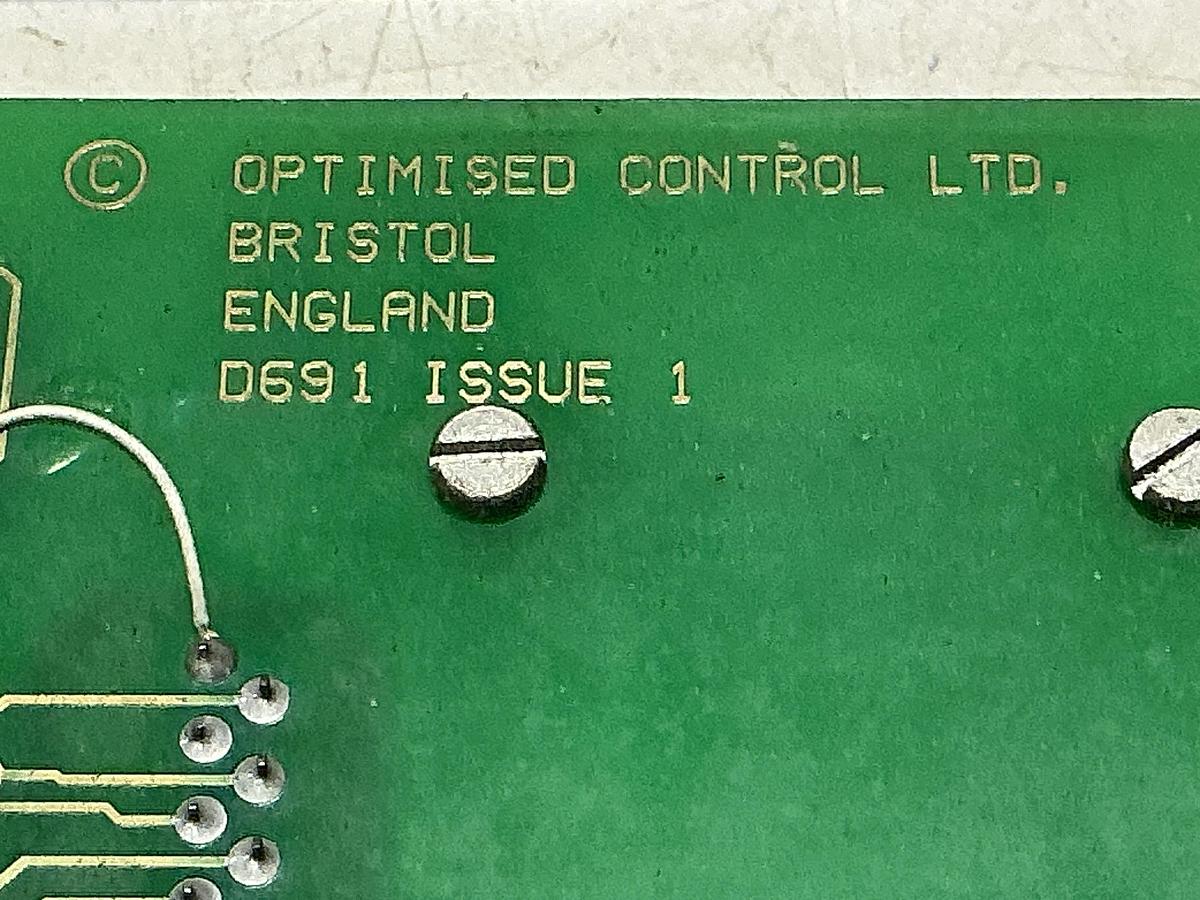 © OPTIMISED CONTROL LTD.
BRISTOL
ENGLAND
D691 ISSUE 1